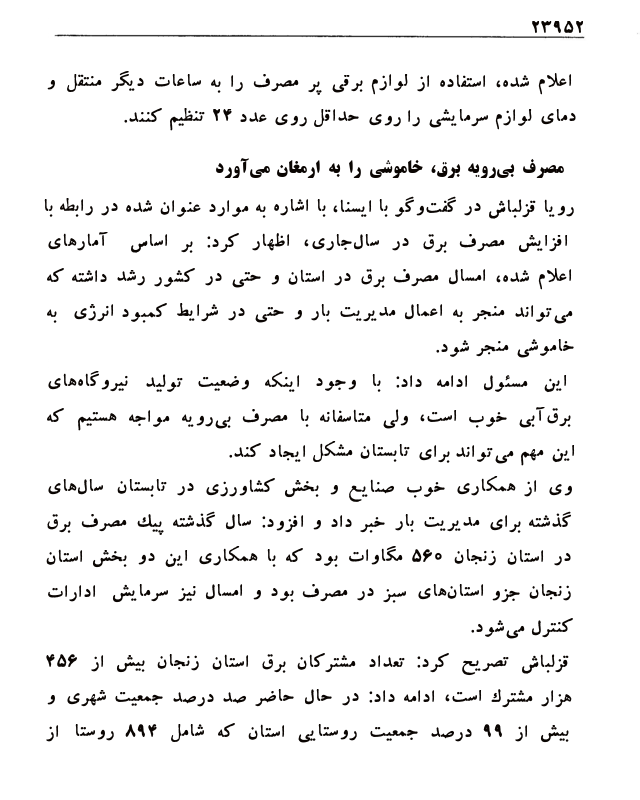 ۲۳۹۵۲
اعلام شده، استفاده از لوازم برقی پر مصرف را به ساعات دیگر منتقل و
دمای لوازم سرمایشی را روی حداقل روی عدد ۲۴ تنظیم کنند.
مصرف بی‌رویه برق، خاموشی را به ارمغان می‌آورد
رویا قزلباش در گفت‌وگو با ایسنا، با اشاره به موارد عنوان شده در رابطه با
افزایش مصرف برق در سال‌جاری، اظهار کرد: بر اساس آمارهای
اعلام شده، امسال مصرف برق در استان و حتی در کشور رشد داشته که
می‌تواند منجر به اعمال مدیریت بار و حتی در شرایط کمبود انرژی به
خاموشی منجر شود.
این مسئول ادامه داد: با وجود اینکه وضعیت تولید نیروگاه‌های
برق‌آبی خوب است، ولی متاسفانه با مصرف بی‌رویه مواجه هستیم که
این مهم می‌تواند برای تابستان مشکل ایجاد کند.
وی از همکاری خوب صنایع و بخش کشاورزی در تابستان سال‌های
گذشته برای مدیریت بار خبر داد و افزود: سال گذشته پیك مصرف برق
در استان زنجان ۵۶۰ مگاوات بود که با همکاری این دو بخش استان
زنجان جزو استان‌های سبز در مصرف بود و امسال نیز سرمایش ادارات
کنترل می‌شود.
قزلباش تصریح کرد: تعداد مشترکان برق استان زنجان بیش از ۴۵۶
هزار مشترك است، ادامه داد: در حال حاضر صد درصد جمعیت شهری و
بیش از ۹۹ درصد جمعیت روستایی استان که شامل ۸۹۴ روستا از